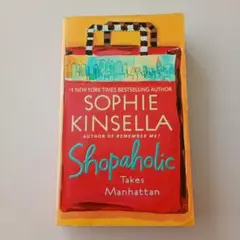 #1 NEW YORK TIMES BESTSELLING AUTHOR
SOPHIE
KINSELLA
AUTHOR OF REMEMBER ME?
Shopaholic
Takes
Manhattan